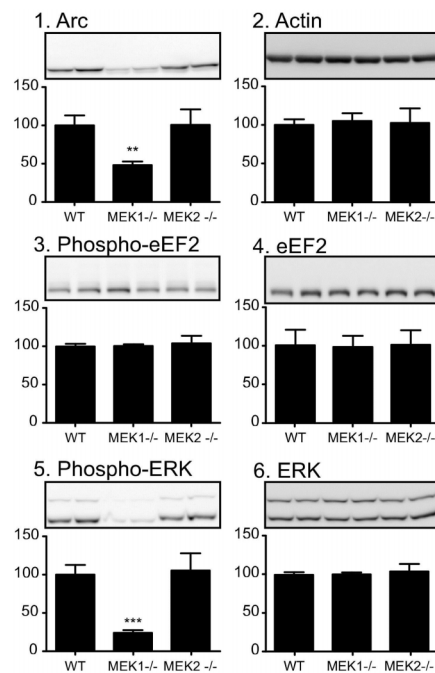 1. Arc
150
100
50
0
**
WT MEK1-/- MEK2 -/-
2. Actin
150
100
50
0
WT MEK1-/- MEK2-/-
3. Phospho-eEF2
150
100
50
0
WT MEK1-/- MEK2 -/-
4. eEF2
150
100
50
0
WT MEK1-/- MEK2-/-
5. Phospho-ERK
150
100
50
0
***
WT MEK1-/- MEK2 -/-
6. ERK
150
100
50
0
WT MEK1-/- MEK2 -/-